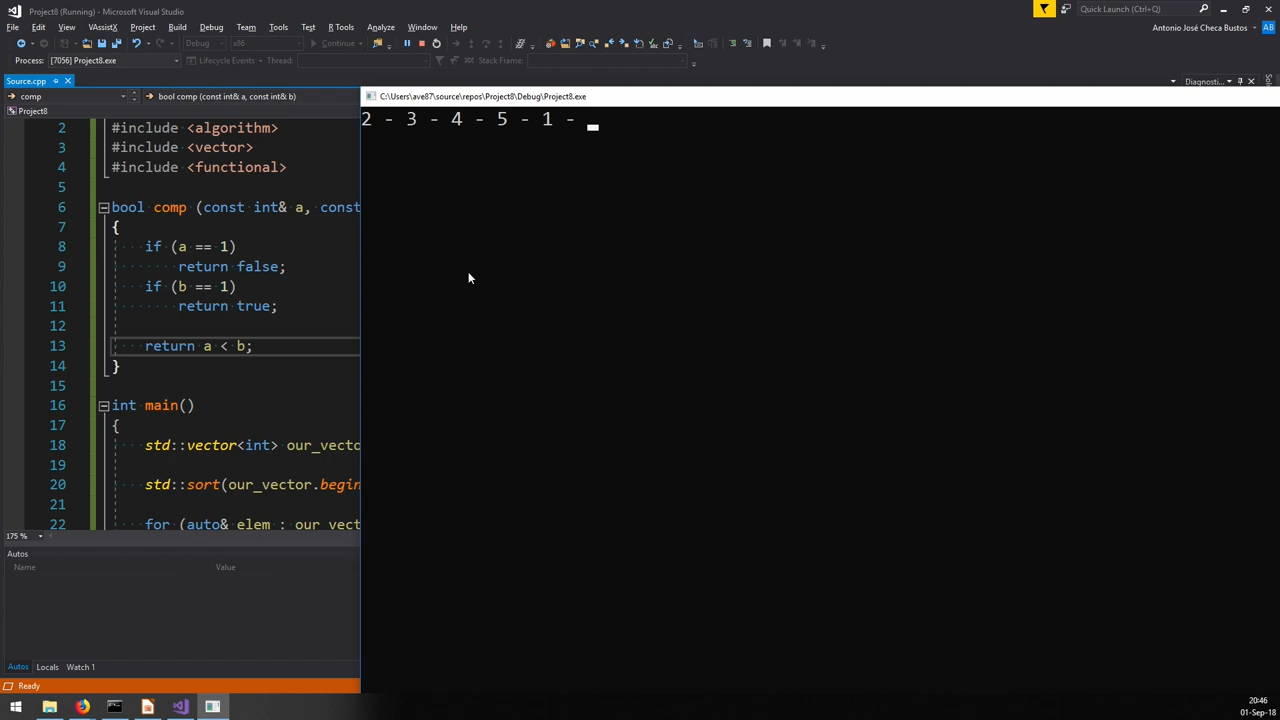 Project8 (Running) - Microsoft Visual Studio
Quick Launch (Ctrl+Q)
File Edit View VAssistX Project Build Debug Team Tools Test R Tools Analyze Window Help
Antonio José Checa Bustos AB
Debug x86 Continue
Process: [7056] Project8.exe Lifecycle Events Thread: Stack Frame:
Source.cpp
Diagnosti...
comp bool comp (const int& a, const int& b)
C:\Users\ave87\source\repos\Project8\Debug\Project8.exe
Project8
2 - 3 - 4 - 5 - 1 -
2 #include <algorithm>
3 #include <vector>
4 #include <functional>
5
6 bool comp (const int& a, const
7 {
8 if (a == 1)
9 return false;
10 if (b == 1)
11 return true;
12
13 return a < b;
14 }
15
16 int main()
17 {
18 std::vector<int> our_vecto
19
20 std::sort(our_vector.begin
21
22 for (auto& elem : our_vect
175 %
Autos
Name Value
Autos Locals Watch 1
Ready
20:46
01-Sep-18